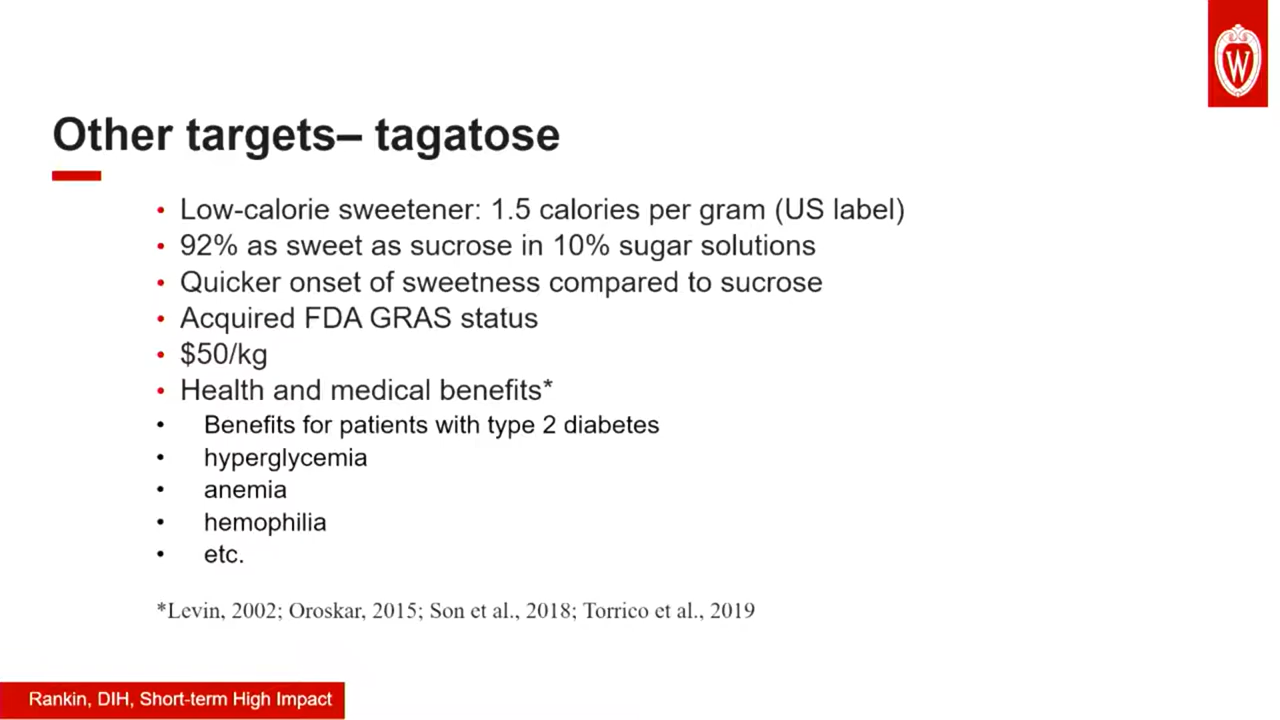 W
Other targets– tagatose
• Low-calorie sweetener: 1.5 calories per gram (US label)
• 92% as sweet as sucrose in 10% sugar solutions
• Quicker onset of sweetness compared to sucrose
• Acquired FDA GRAS status
• $50/kg
• Health and medical benefits*
• Benefits for patients with type 2 diabetes
• hyperglycemia
• anemia
• hemophilia
• etc.
*Levin, 2002; Oroskar, 2015; Son et al., 2018; Torrico et al., 2019
Rankin, DIH, Short-term High Impact